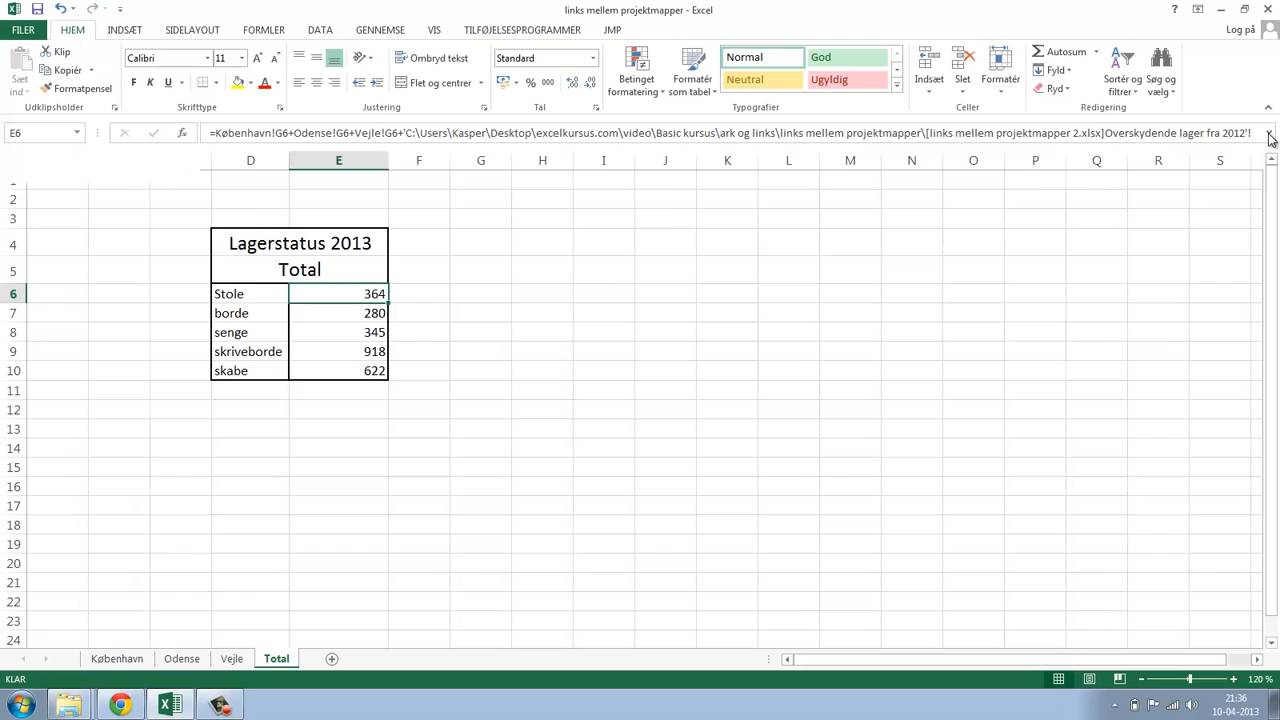 links mellem projektmapper - Excel
FILER HJEM INDSÆT SIDELAYOUT FORMLER DATA GENNEMSE VIS TILFØJELSESPROGRAMMER JMP Log på
Sæt ind
Klip
Kopiér
Formatpensel
Udklipsholder
Calibri 11
F K U A A
Skrifttype
Ombryd tekst
Flet og centrer
Justering
Standard
% 000
Tal
Betinget formatering
Formatér som tabel
Normal God
Neutral Ugyldig
Typografier
Indsæt Slet Formatér
Celler
Autosum
Fyld
Ryd
Sortér og filtrer
Søg og vælg
Redigering
E6 fx =København!G6+Odense!G6+Vejle!G6+'C:\Users\Kasper\Desktop\excelkursus.com\video\Basic kursus\ark og links\links mellem projektmapper\[links mellem projektmapper 2.xlsx]Overskydende lager fra 2012'!
D E F G H I J K L M N O P Q R S
2
3
4 Lagerstatus 2013
5 Total
6 Stole 364
7 borde 280
8 senge 345
9 skriveborde 918
10 skabe 622
11
12
13
14
15
16
17
18
19
20
21
22
23
24
København Odense Vejle Total
KLAR 120 %
21:36
10-04-2013